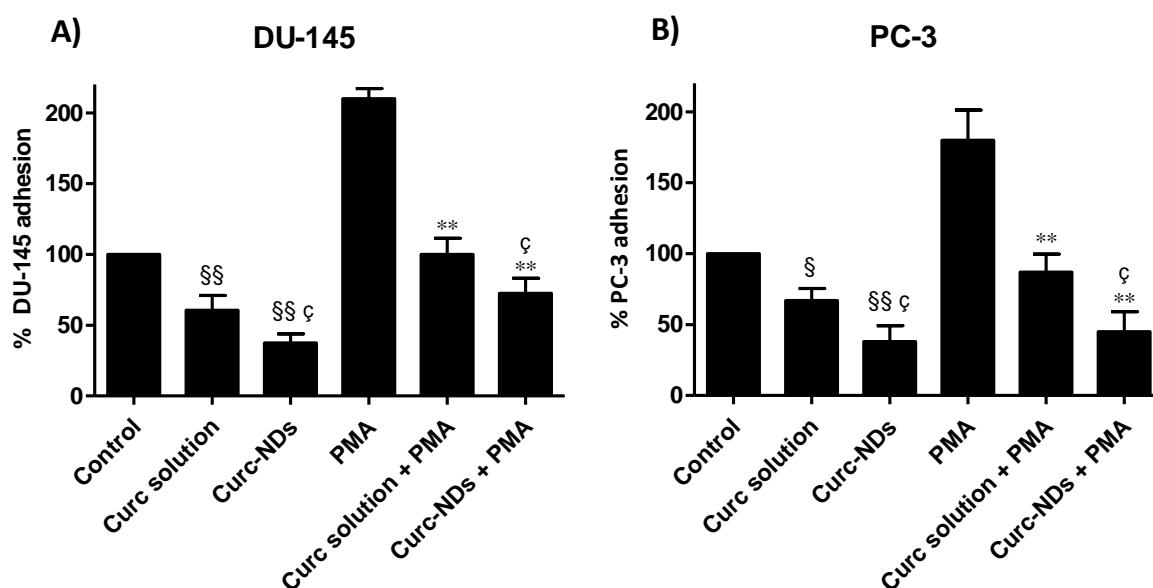 A)
DU-145
% DU-145 adhesion
200
150
100
50
0
§§
§§ ç
**
ç
**
Control
Curc solution
Curc-NDs
PMA
Curc solution + PMA
Curc-NDs + PMA
B)
PC-3
% PC-3 adhesion
200
150
100
50
0
§
§§ ç
**
ç
**
Control
Curc solution
Curc-NDs
PMA
Curc solution + PMA
Curc-NDs + PMA